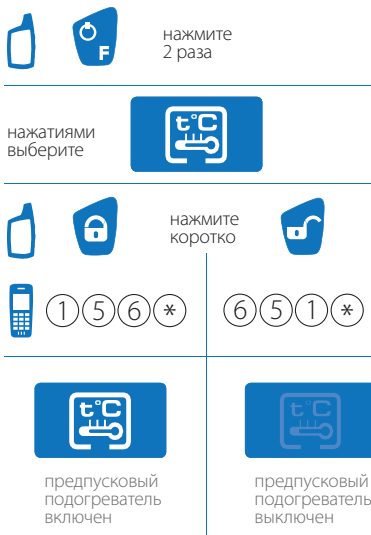 F
нажмите
2 раза
нажатиями
выберите
t°C
нажмите
коротко
156*
651*
t°C
предпусковый
подогреватель
включен
t°C
предпусковый
подогреватель
выключен